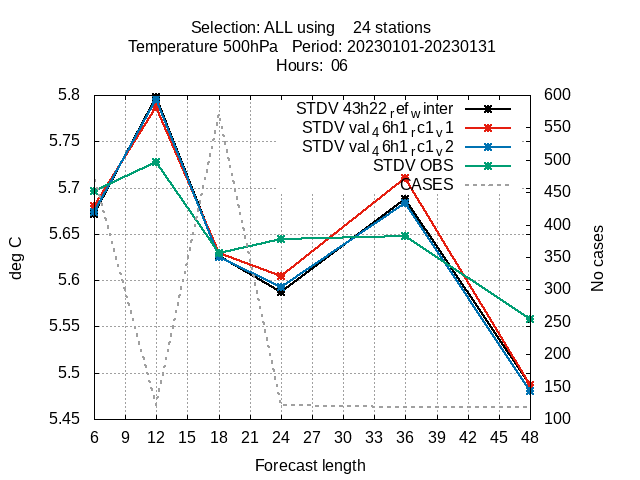 Selection: ALL using    24 stations
Temperature 500hPa   Period: 20230101-20230131
Hours:  06
STDV 43h22refwinter
STDV val46h1rc1v1
STDV val46h1rc1v2
STDV OBS
CASES
5.8
5.75
5.7
5.65
5.6
5.55
5.5
5.45
600
550
500
450
400
350
300
250
200
150
100
deg C
No cases
6 9 12 15 18 21 24 27 30 33 36 39 42 45 48
Forecast length